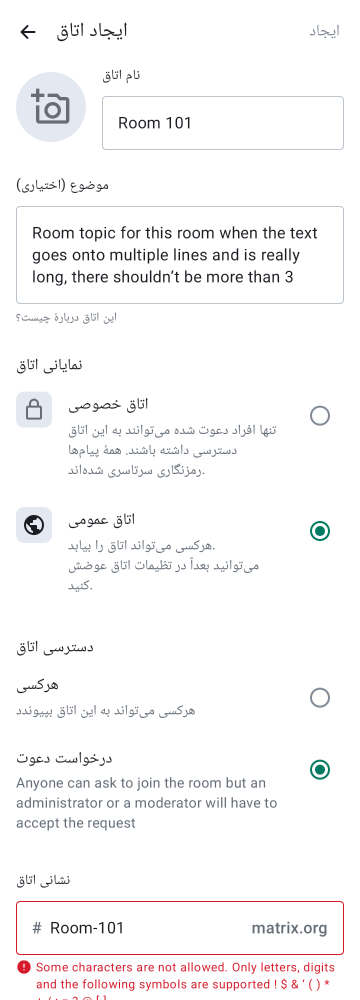 ایجاد اتاق
ایجاد
نام اتاق
Room 101
موضوع (اختیاری)
Room topic for this room when the text
goes onto multiple lines and is really
long, there shouldn’t be more than 3
این اتاق دربارهٔ چیست؟
نمایانی اتاق
اتاق خصوصی
تنها افراد دعوت شده می‌توانند به این اتاق
دسترسی داشته باشند. همهٔ پیام‌ها
رمزنگاری سرتاسری شده‌اند.
اتاق عمومی
هرکسی می‌تواند اتاق را بیابد.
می‌توانید بعداً در تظیمات اتاق عوضش
کنید.
دسترسی اتاق
هرکسی
هرکسی می‌تواند به این اتاق بپیوندد
درخواست دعوت
Anyone can ask to join the room but an
administrator or a moderator will have to
accept the request
نشانی اتاق
# Room-101 matrix.org
Some characters are not allowed. Only letters, digits
and the following symbols are supported ! $ & ‘ ( ) *